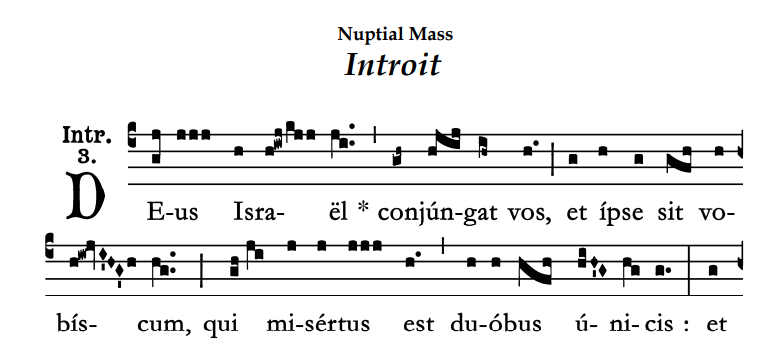 Nuptial Mass
Introit
Intr.
3.
DE-us Isra- ël * conjún-gat vos, et ípse sit vo-
bís- cum, qui mi-sértus est du-óbus ú-ni-cis : et